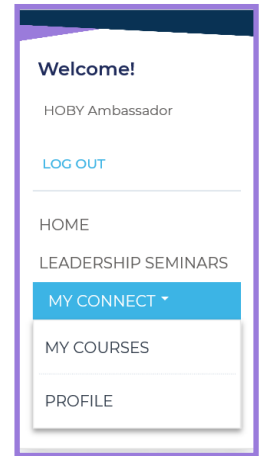 Welcome!
HOBY Ambassador
LOG OUT
HOME
LEADERSHIP SEMINARS
MY CONNECT
MY COURSES
PROFILE